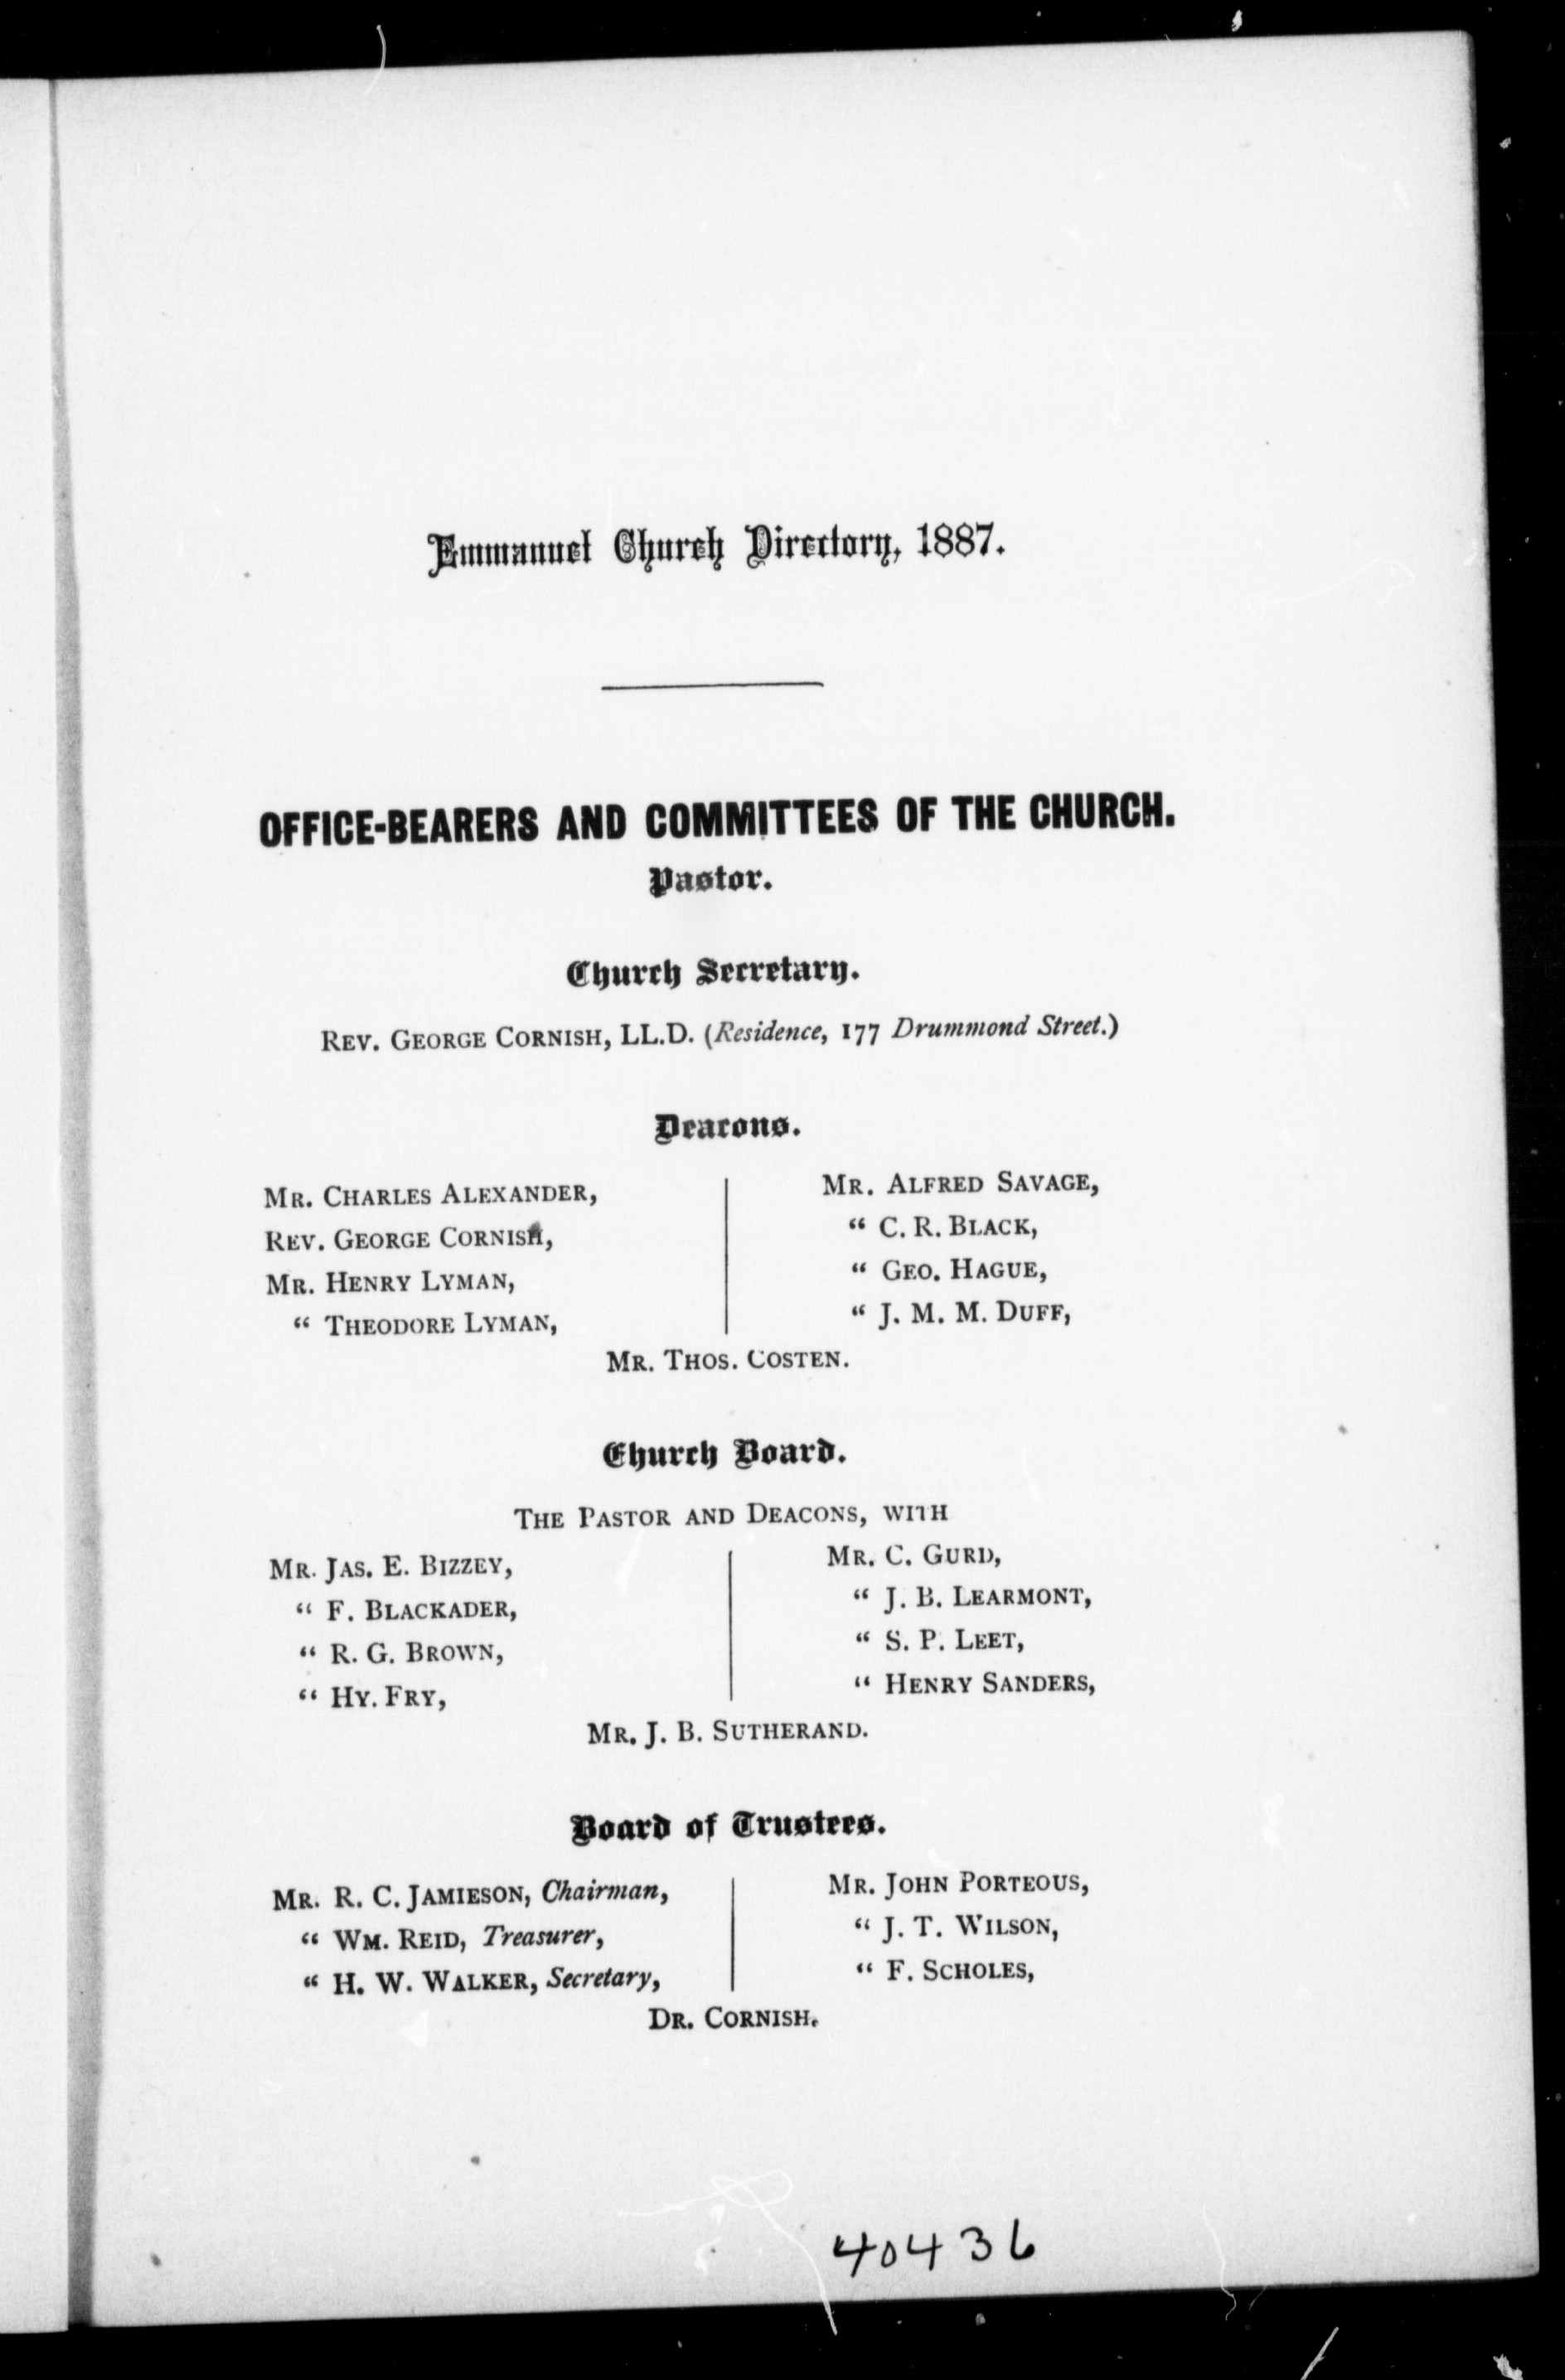 Emmanuel Church Directory, 1887.
OFFICE-BEARERS AND COMMITTEES OF THE CHURCH.
Pastor.
Church Secretary.
REV. GEORGE CORNISH, LL.D. (Residence, 177 Drummond Street.)
Deacons.
MR. CHARLES ALEXANDER,
REV. GEORGE CORNISH,
MR. HENRY LYMAN,
" THEODORE LYMAN,
MR. ALFRED SAVAGE,
" C. R. BLACK,
" GEO. HAGUE,
" J. M. M. DUFF,
MR. THOS. COSTEN.
Church Board.
THE PASTOR AND DEACONS, WITH
MR. JAS. E. BIZZEY,
" F. BLACKADER,
" R. G. BROWN,
" HY. FRY,
MR. C. GURD,
" J. B. LEARMONT,
" S. P. LEET,
" HENRY SANDERS,
MR. J. B. SUTHERAND.
Board of Trustees.
MR. R. C. JAMIESON, Chairman,
" WM. REID, Treasurer,
" H. W. WALKER, Secretary,
MR. JOHN PORTEOUS,
" J. T. WILSON,
" F. SCHOLES,
DR. CORNISH.
40436